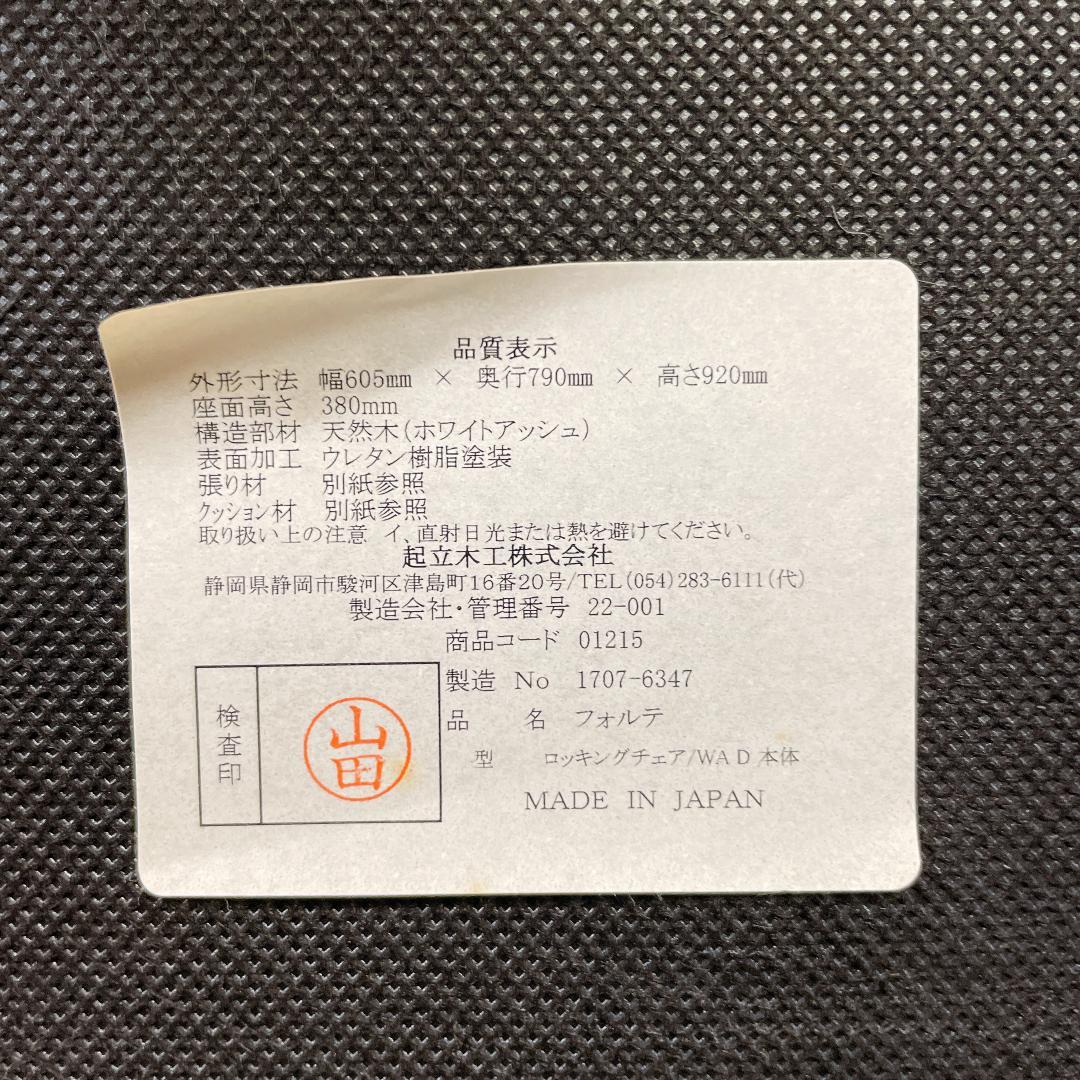 品質表示
外形寸法 幅605mm × 奥行790mm × 高さ920mm
座面高さ 380mm
構造部材 天然木(ホワイトアッシュ)
表面加工 ウレタン樹脂塗装
張り材 別紙参照
クッション材 別紙参照
取り扱い上の注意 イ、直射日光または熱を避けてください。
起立木工株式会社
静岡県静岡市駿河区津島町16番20号/TEL(054)283-6111(代)
製造会社・管理番号 22-001
商品コード 01215
製造 No 1707-6347
品 名 フォルテ
型 ロッキングチェア/WA D 本体
MADE IN JAPAN
検査印
山田